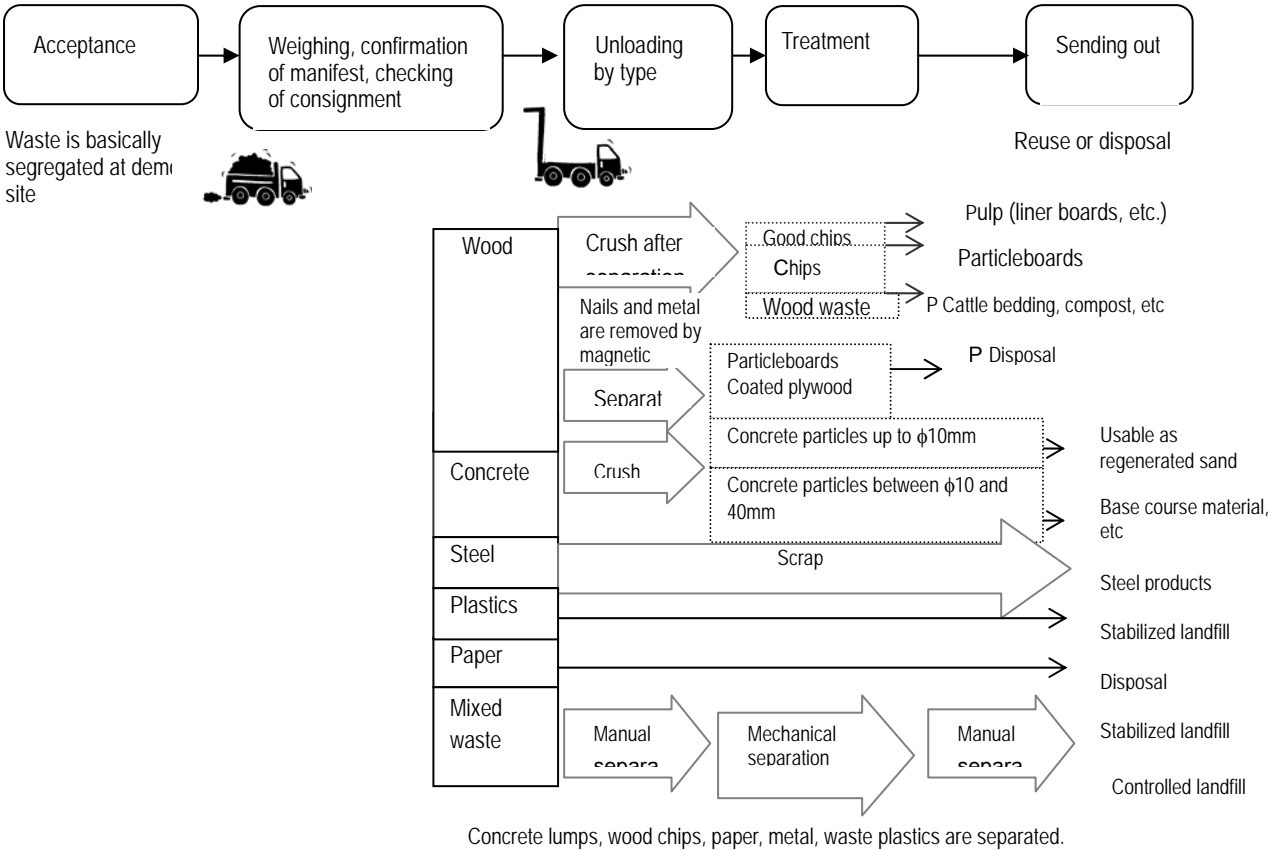 Acceptance
Weighing, confirmation
of manifest, checking
of consignment
Unloading
by type
Treatment
Sending out
Waste is basically
segregated at
site
Reuse or disposal
Wood
Crush after
Good chips
Chips
Wood waste
Pulp (liner boards, etc.)
Particleboards
P Cattle bedding, compost, etc
Nails and metal
are removed by
magnetic
Separat
Particleboards
Coated plywood
P Disposal
Concrete
Crush
Concrete particles up to ϕ10mm
Usable as
regenerated sand
Concrete particles between ϕ10 and
40mm
Base course material,
etc
Steel
Scrap
Steel products
Plastics
Stabilized landfill
Paper
Disposal
Mixed
waste
Manual
separa
Mechanical
separation
Manual
separa
Stabilized landfill
Controlled landfill
Concrete lumps, wood chips, paper, metal, waste plastics are separated.